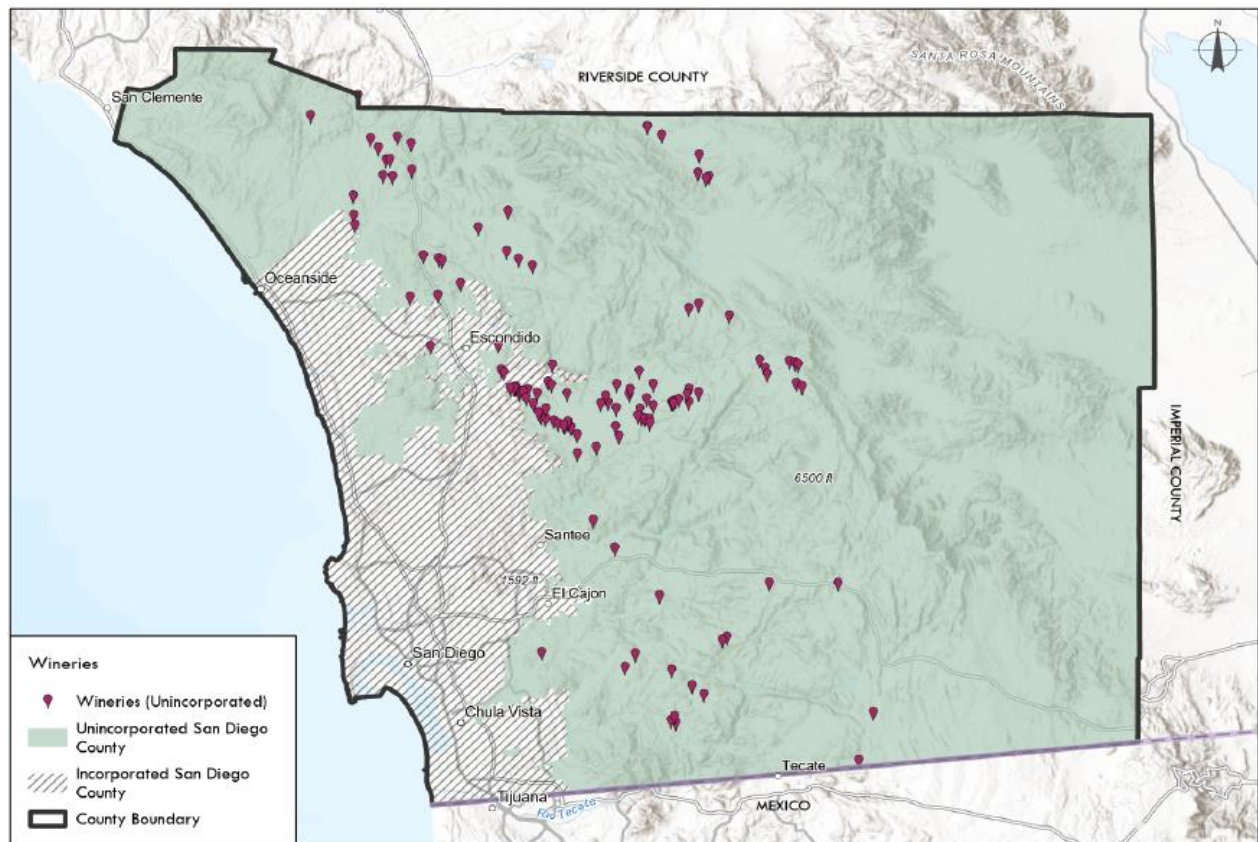 N
SANTA ROSA MOUNTAINS
RIVERSIDE COUNTY
San Clemente
Oceanside
Escondido
IMPERIAL COUNTY
6500 ft
Santee
1592 ft
El Cajon
San Diego
Chula Vista
Tecate
Tijuana
Rio Tecate
MEXICO
Wineries
Wineries (Unincorporated)
Unincorporated San Diego
County
Incorporated San Diego
County
County Boundary